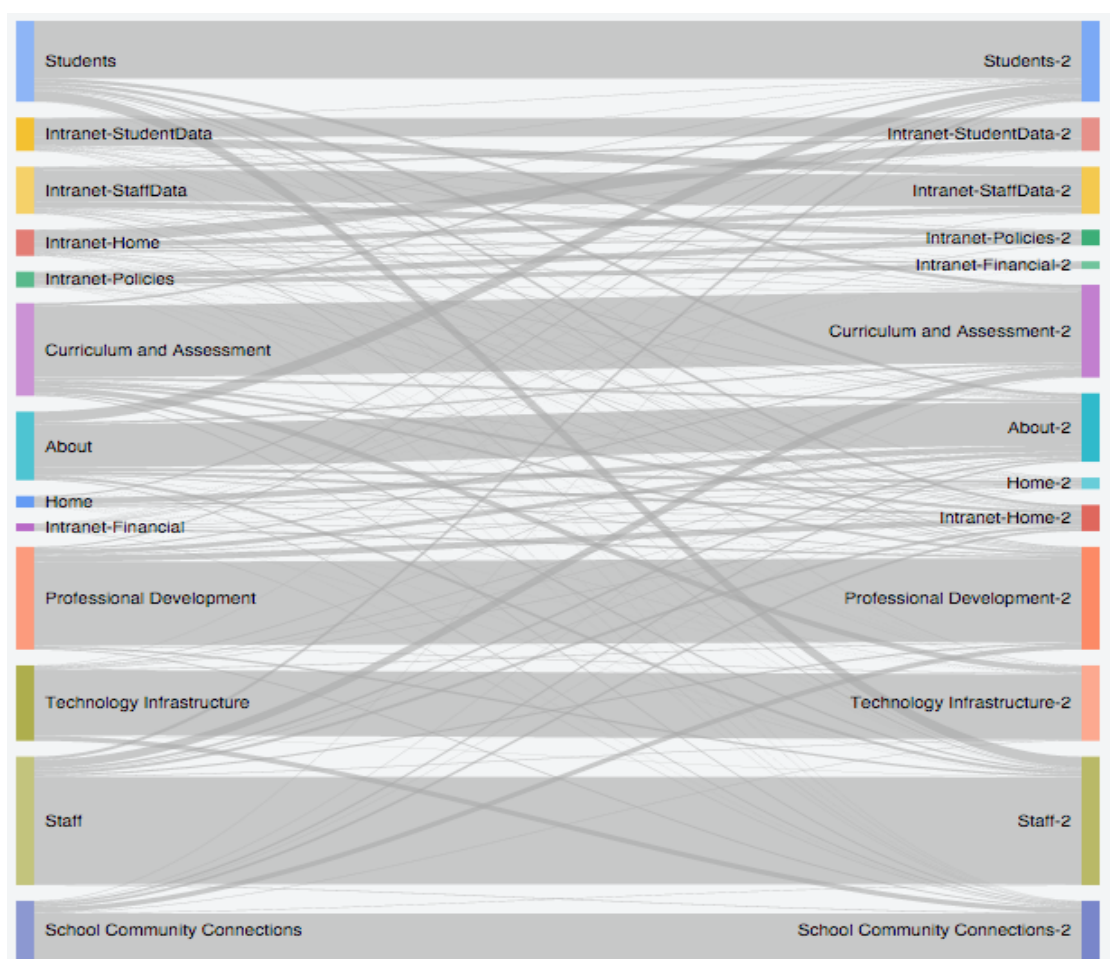 Students Students-2
Intranet-StudentData Intranet-StudentData-2
Intranet-StaffData Intranet-StaffData-2
Intranet-Home Intranet-Policies-2
Intranet-Policies Intranet-Financial-2
Curriculum and Assessment Curriculum and Assessment-2
About About-2
Home Home-2
Intranet-Financial Intranet-Home-2
Professional Development Professional Development-2
Technology Infrastructure Technology Infrastructure-2
Staff Staff-2
School Community Connections School Community Connections-2